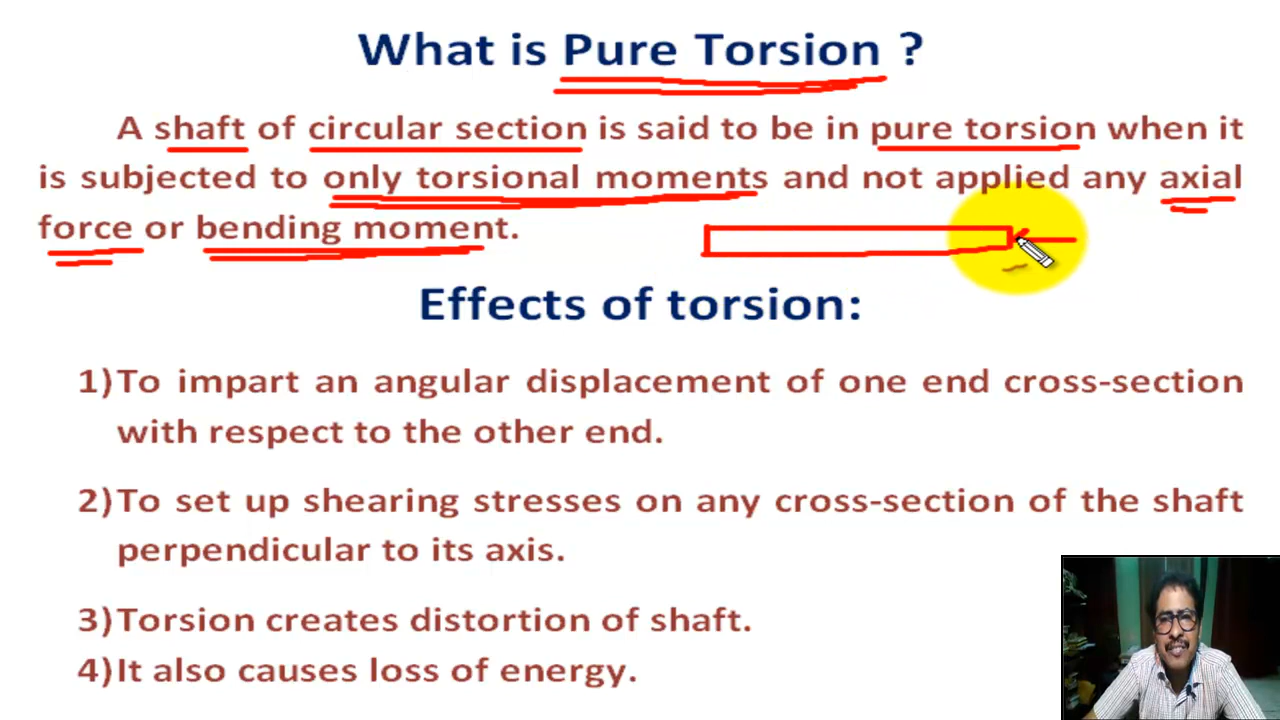 What is Pure Torsion ?
A shaft of circular section is said to be in pure torsion when it
is subjected to only torsional moments and not applied any axial
force or bending moment.
Effects of torsion:
1) To impart an angular displacement of one end cross-section
with respect to the other end.
2) To set up shearing stresses on any cross-section of the shaft
perpendicular to its axis.
3) Torsion creates distortion of shaft.
4) It also causes loss of energy.